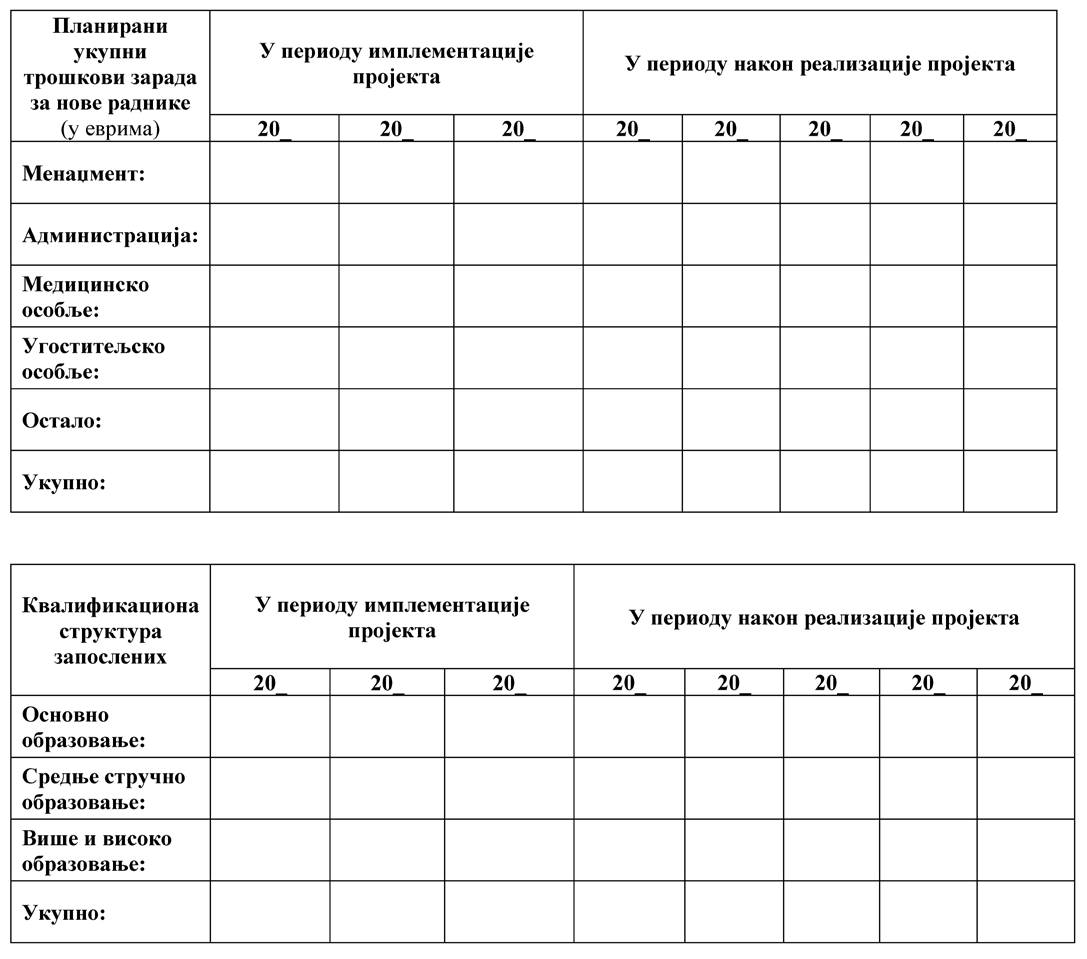 Планирани
укупни
трошкови зарада
за нове раднике
(у еврима)
У периоду имплементације
пројекта
У периоду након реализације пројекта
20_ 20_ 20_ 20_ 20_ 20_ 20_ 20_
Менаџмент:
Администрација:
Медицинско
особље:
Угоститељско
особље:
Остало:
Укупно:
Квалификациона
структура
запослених
У периоду имплементације
пројекта
У периоду након реализације пројекта
20_ 20_ 20_ 20_ 20_ 20_ 20_ 20_
Основно
образовање:
Средње стручно
образовање:
Више и високо
образовање:
Укупно: